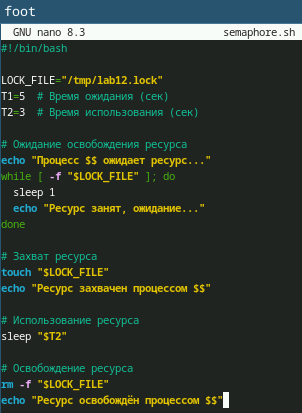 foot
GNU nano 8.3 semaphore.sh
#!/bin/bash
LOCK_FILE="/tmp/lab12.lock"
T1=5  # Время ожидания (сек)
T2=3  # Время использования (сек)
# Ожидание освобождения ресурса
echo "Процесс $$ ожидает ресурс..."
while [ -f "$LOCK_FILE" ]; do
  sleep 1
  echo "Ресурс занят, ожидание..."
done
# Захват ресурса
touch "$LOCK_FILE"
echo "Ресурс захвачен процессом $$"
# Использование ресурса
sleep "$T2"
# Освобождение ресурса
rm -f "$LOCK_FILE"
echo "Ресурс освобождён процессом $$"